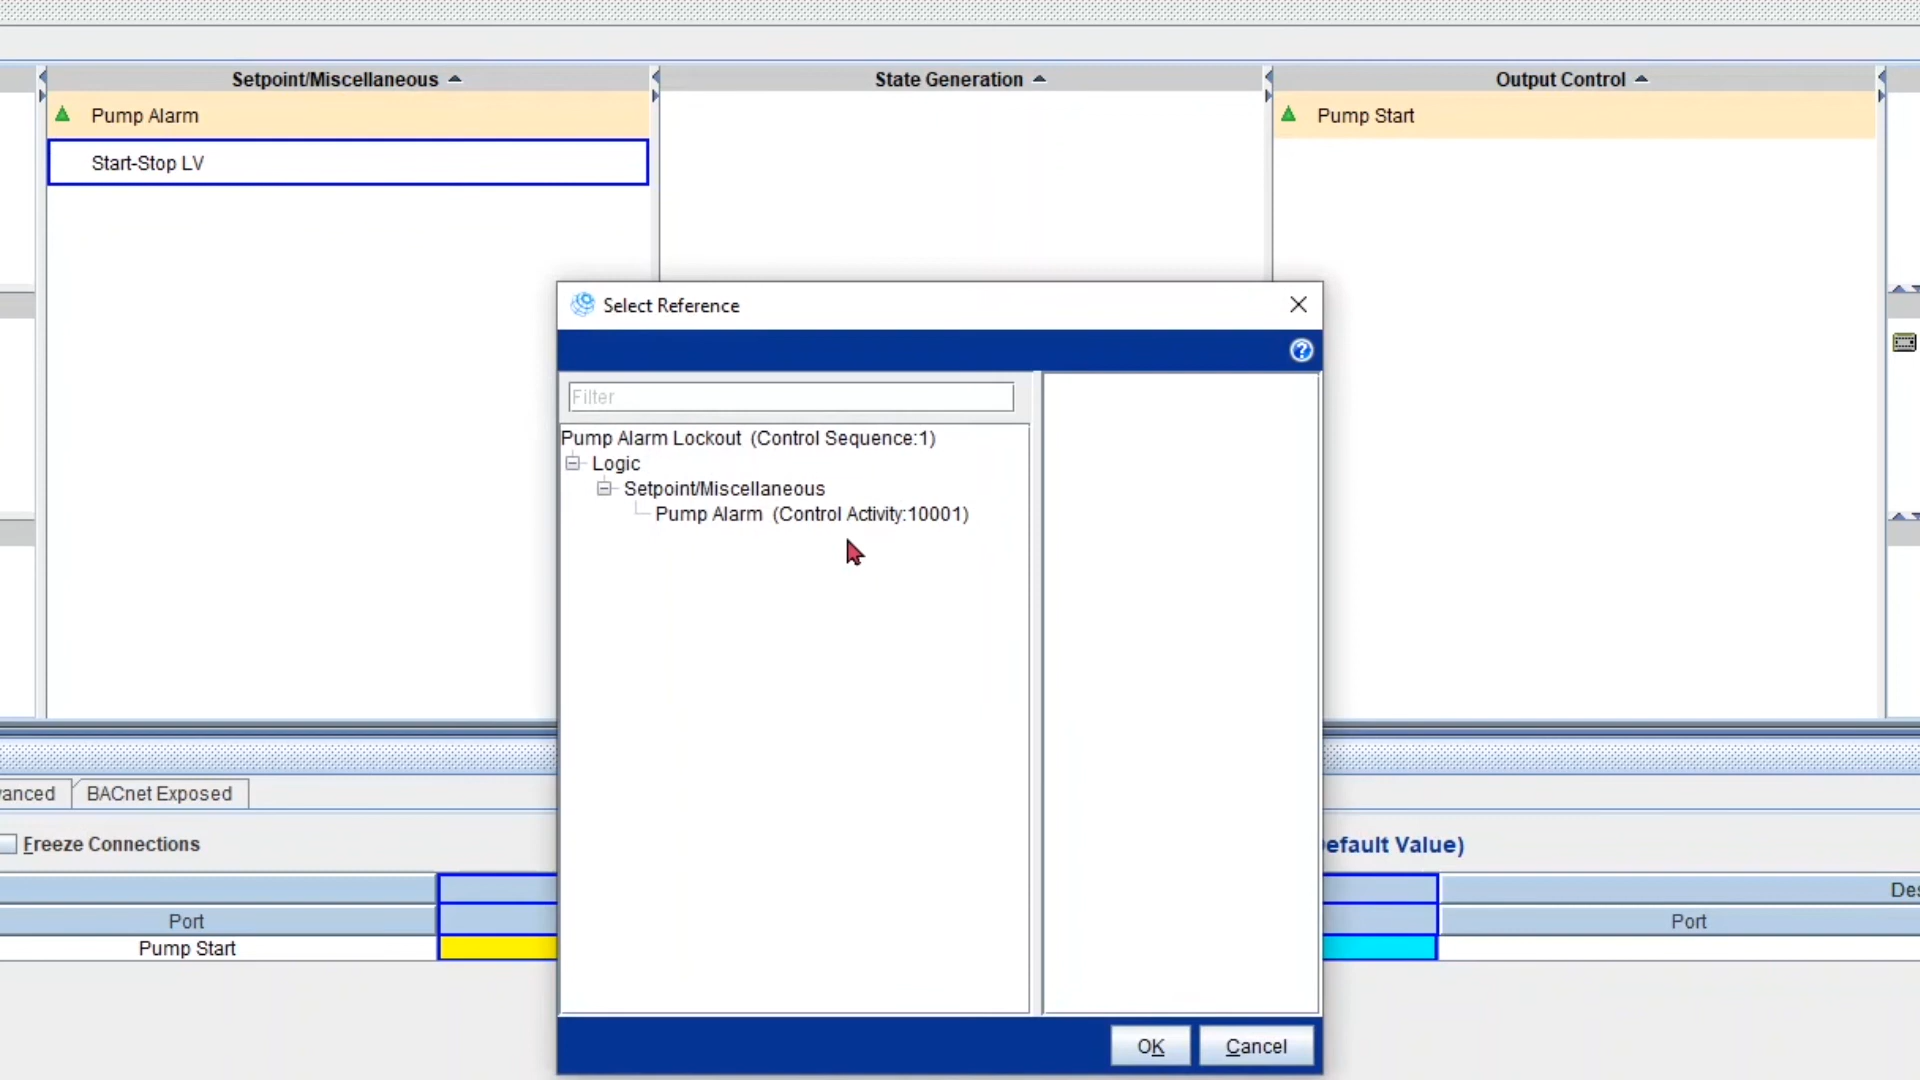 Setpoint/Miscellaneous
State Generation
Output Control
Pump Alarm
Pump Start
Start-Stop LV
Select Reference
Filter
Pump Alarm Lockout (Control Sequence:1)
Logic
Setpoint/Miscellaneous
Pump Alarm (Control Activity:10001)
vanced
BACnet Exposed
Freeze Connections
efault Value)
Des
Port
Port
Pump Start
OK
Cancel